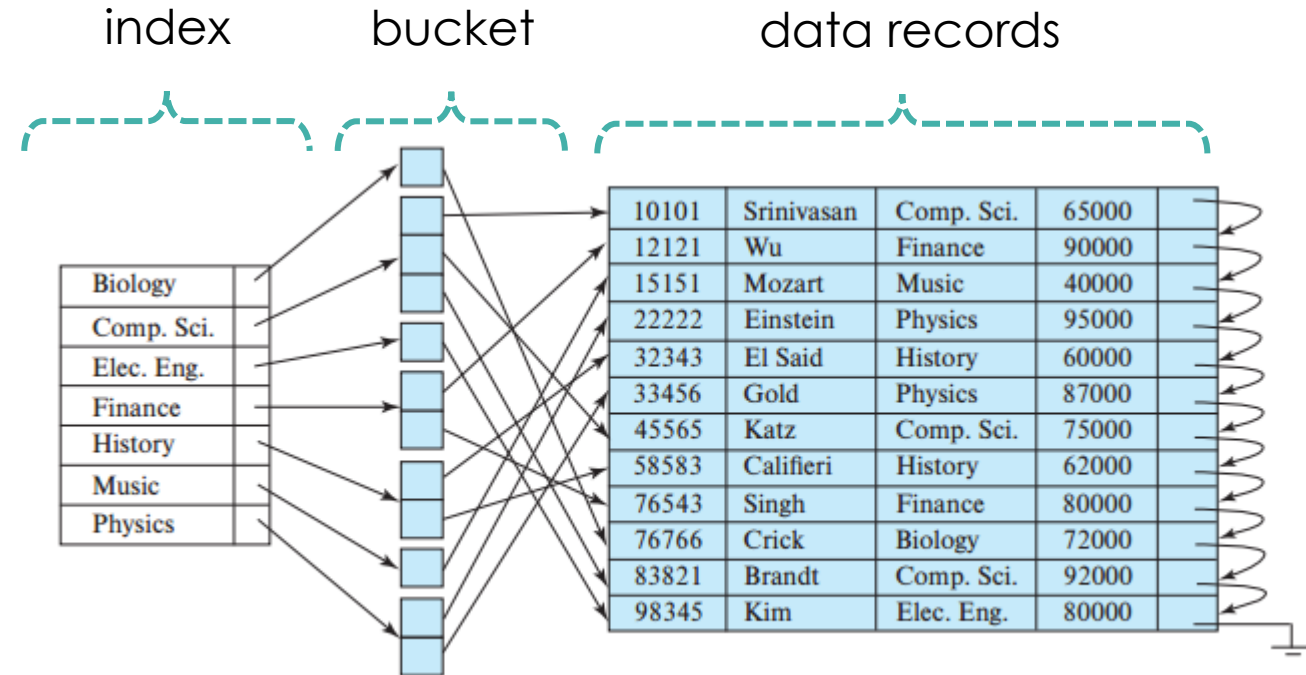 index bucket data records
Biology
Comp. Sci.
Elec. Eng.
Finance
History
Music
Physics
10101 Srinivasan Comp. Sci. 65000
12121 Wu Finance 90000
15151 Mozart Music 40000
22222 Einstein Physics 95000
32343 El Said History 60000
33456 Gold Physics 87000
45565 Katz Comp. Sci. 75000
58583 Califieri History 62000
76543 Singh Finance 80000
76766 Crick Biology 72000
83821 Brandt Comp. Sci. 92000
98345 Kim Elec. Eng. 80000